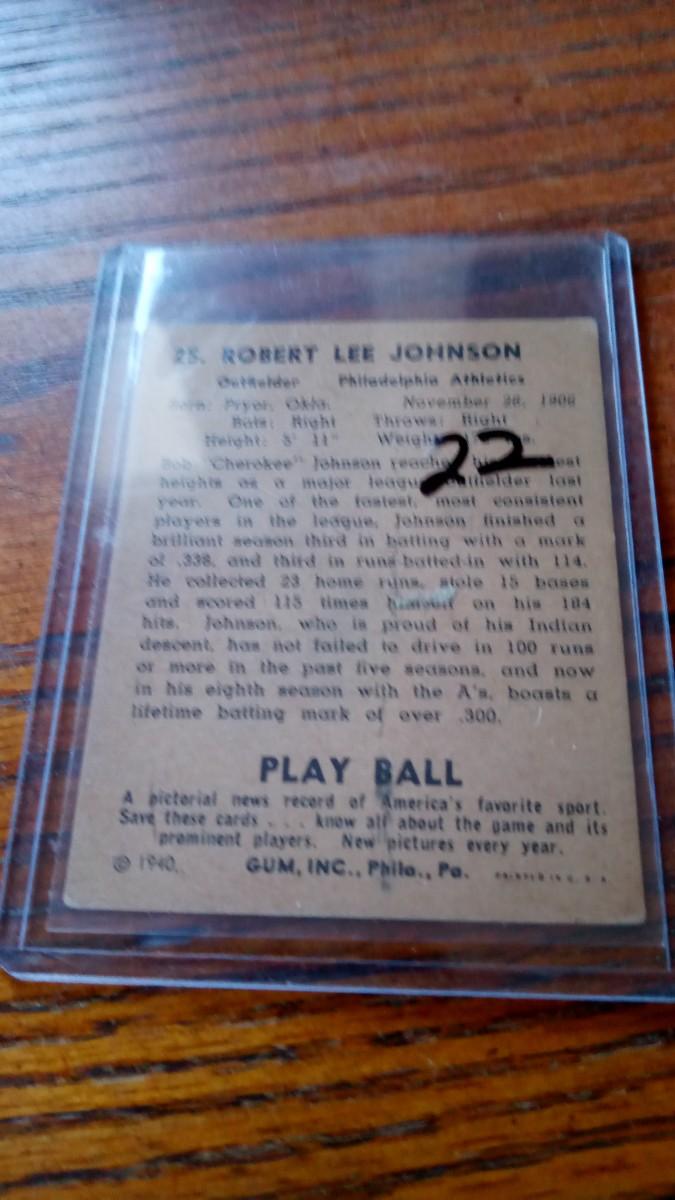 25. ROBERT LEE JOHNSON
Outfielder Philadelphia Athletics
Born: Pryor, Okla. November 26, 1906
Bats: Right Throws: Right
Height: 5' 11" Weight
22
Bob "Cherokee" Johnson reached his
heights as a major league outfielder last
year. One of the fastest, most consistent
players in the league, Johnson finished a
brilliant season third in batting with a mark
of .338, and third in runs-batted-in with 114.
He collected 23 home runs, stole 15 bases
and scored 115 times himself on his 184
hits. Johnson, who is proud of his Indian
descent, has not failed to drive in 100 runs
or more in the past five seasons, and now
in his eighth season with the A's, boasts a
lifetime batting mark of over .300.
PLAY BALL
A pictorial news record of America's favorite sport.
Save these cards . . . know all about the game and its
prominent players. New pictures every year.
© 1940, GUM, INC., Phila., Pa. PRINTED IN U. S. A.